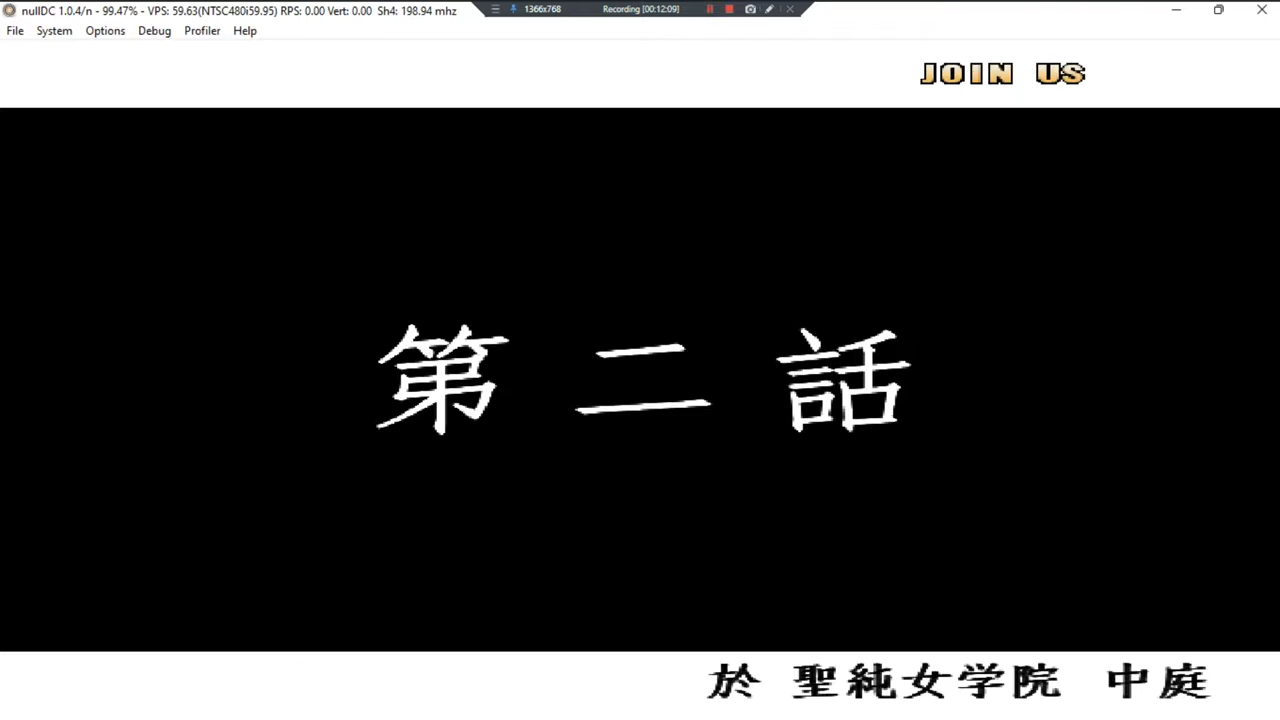 nullDC 1.0.4/n - 99.47% - VPS: 59.63(NTSC480i59.95) RPS: 0.00 Vert: 0.00 Sh4: 198.94 mhz
1366x768 Recording [00:12:09]
File System Options Debug Profiler Help
JOIN US
第二話
於 聖純女学院 中庭